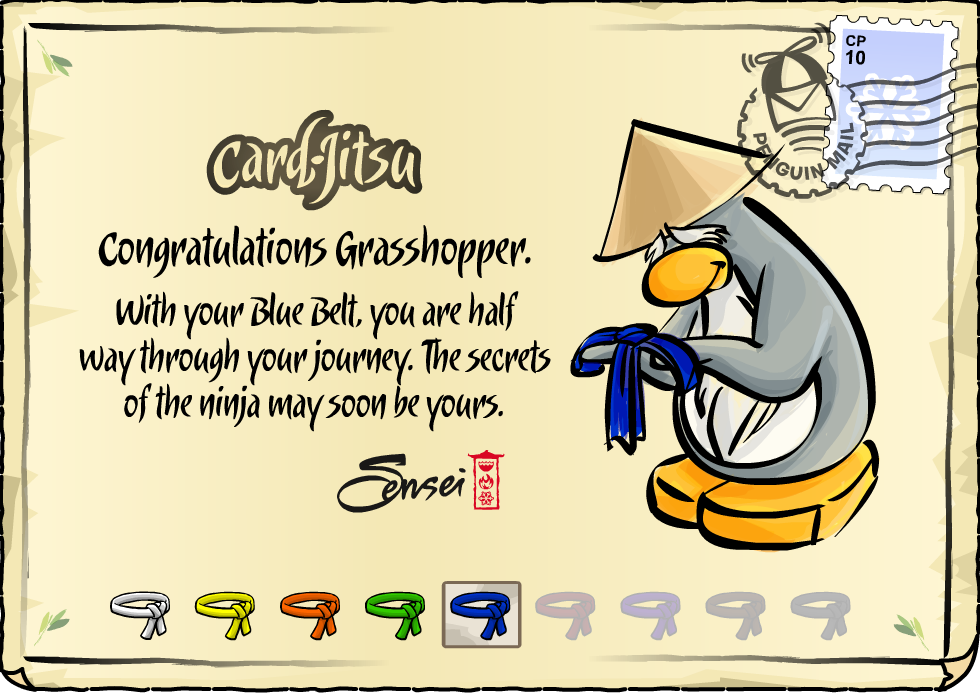 CP
10
PENGUIN MAIL
Card-Jitsu
Congratulations Grasshopper.
With your Blue Belt, you are half
way through your journey. The secrets
of the ninja may soon be yours.
Sensei